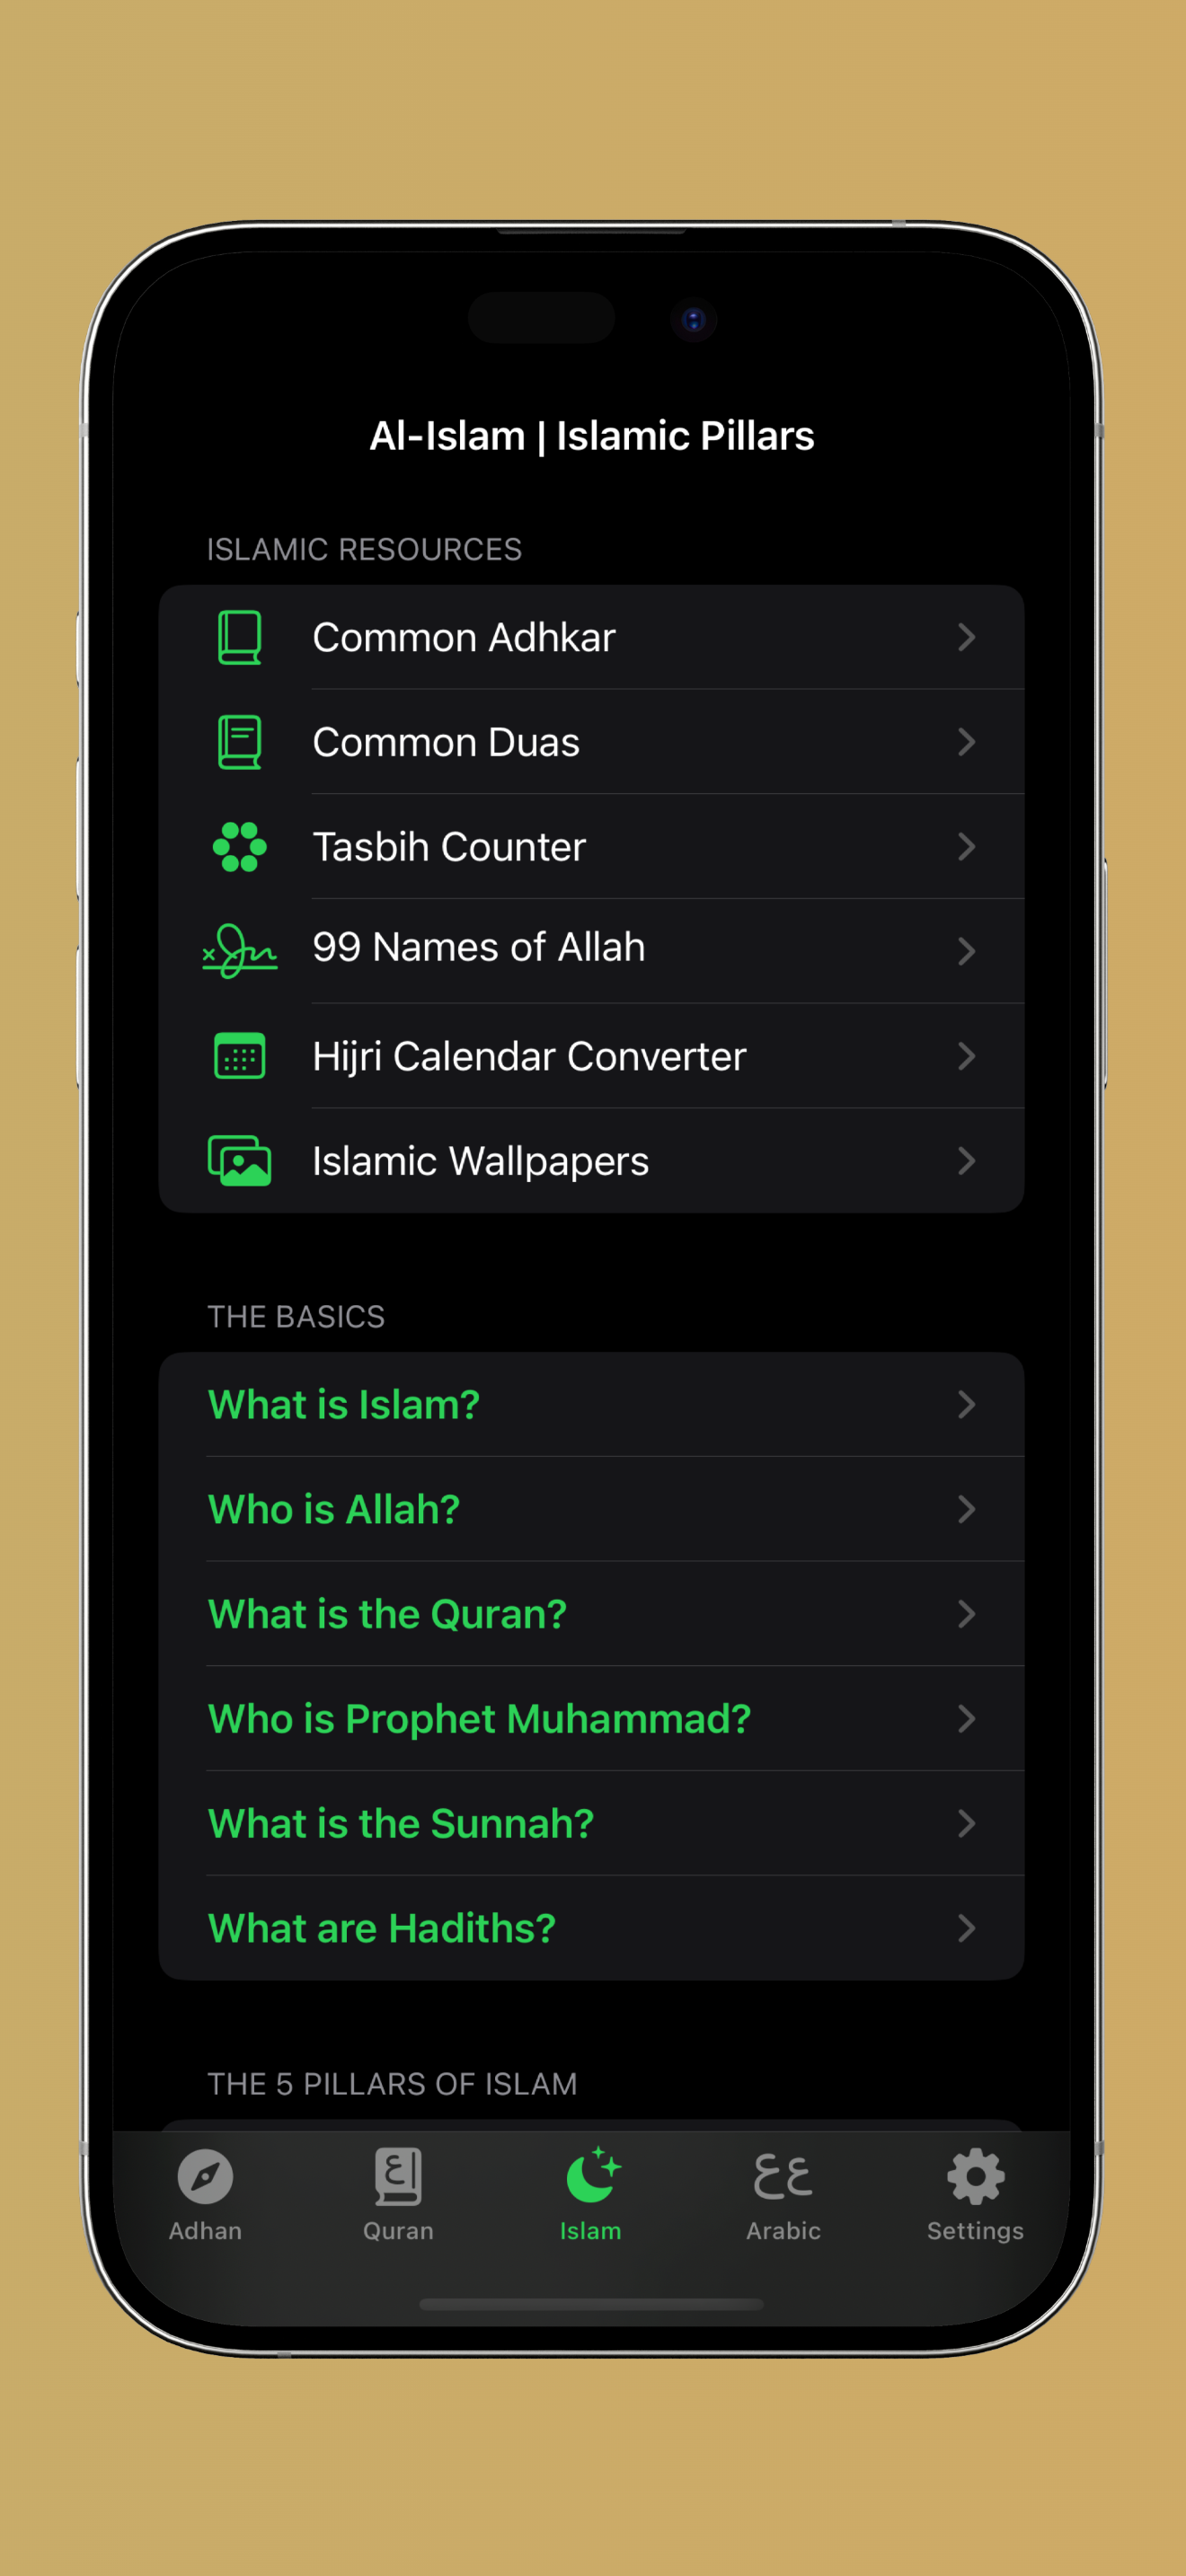 Al-Islam | Islamic Pillars
ISLAMIC RESOURCES
Common Adhkar
Common Duas
Tasbih Counter
99 Names of Allah
Hijri Calendar Converter
Islamic Wallpapers
THE BASICS
What is Islam?
Who is Allah?
What is the Quran?
Who is Prophet Muhammad?
What is the Sunnah?
What are Hadiths?
THE 5 PILLARS OF ISLAM
Adhan
Quran
Islam
Arabic
Settings